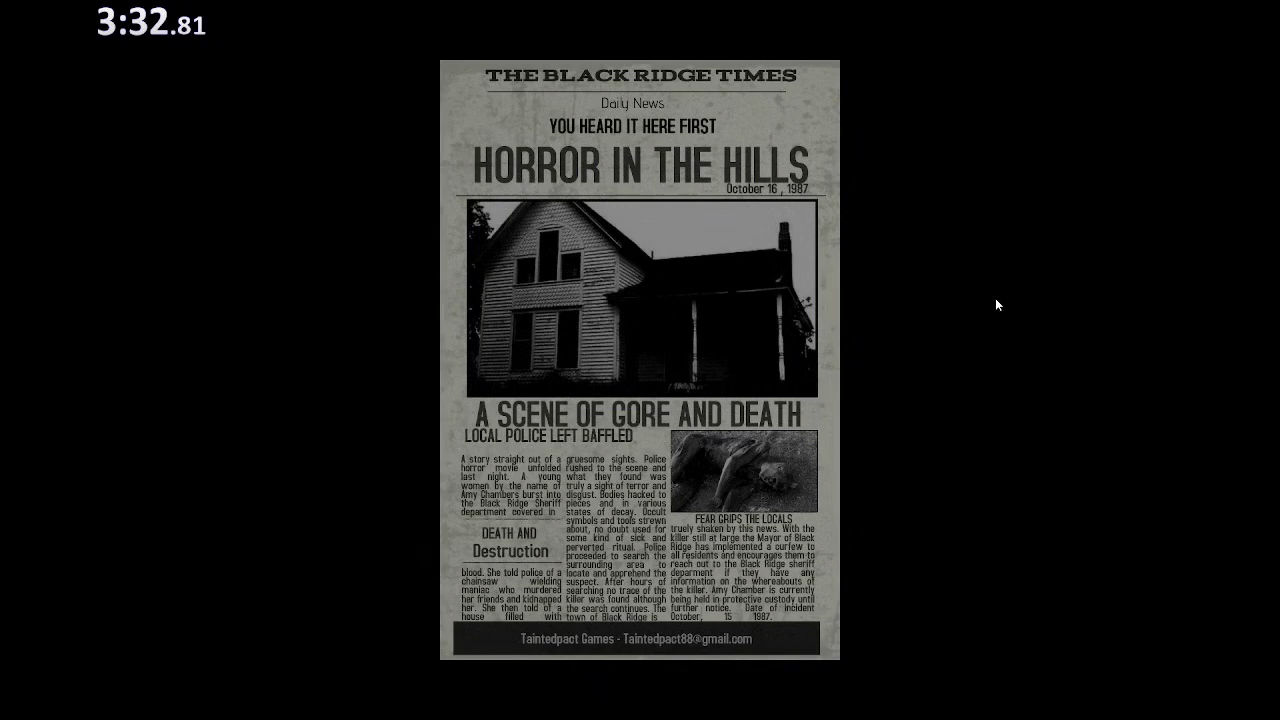 3:32.81
THE BLACK RIDGE TIMES
Daily News
YOU HEARD IT HERE FIRST
HORROR IN THE HILLS
October 16 , 1987
A SCENE OF GORE AND DEATH
LOCAL POLICE LEFT BAFFLED
A story straight out of a
horror movie unfolded
last night. A young
women by the name of
Amy Chambers burst into
the Black Ridge Sheriff
department covered in
DEATH AND
Destruction
blood. She told police of a
chainsaw wielding
maniac who murdered
her friends and kidnapped
her. She then told of a
house filled with
gruesome sights. Police
rushed to the scene and
what they found was
truly a sight of terror and
disgust. Bodies hacked to
pieces and in various
states of decay. Occult
symbols and tools strewn
about, no doubt used for
some kind of sick and
perverted ritual. Police
proceeded to search the
surrounding area to
locate and apprehend the
suspect. After hours of
searching no trace of the
killer was found although
the search continues. The
town of Black Ridge is
FEAR GRIPS THE LOCALS
truely shaken by this news. With the
killer still at large the Mayor of Black
Ridge has implemented a curfew to
all residents and encourages them to
reach out to the Black Ridge sheriff
deparment if they have any
information on the whereabouts of
the killer. Amy Chamber is currently
being held in protective custody until
further notice. Date of incident
October, 15 1987.
Taintedpact Games - Taintedpact88@gmail.com